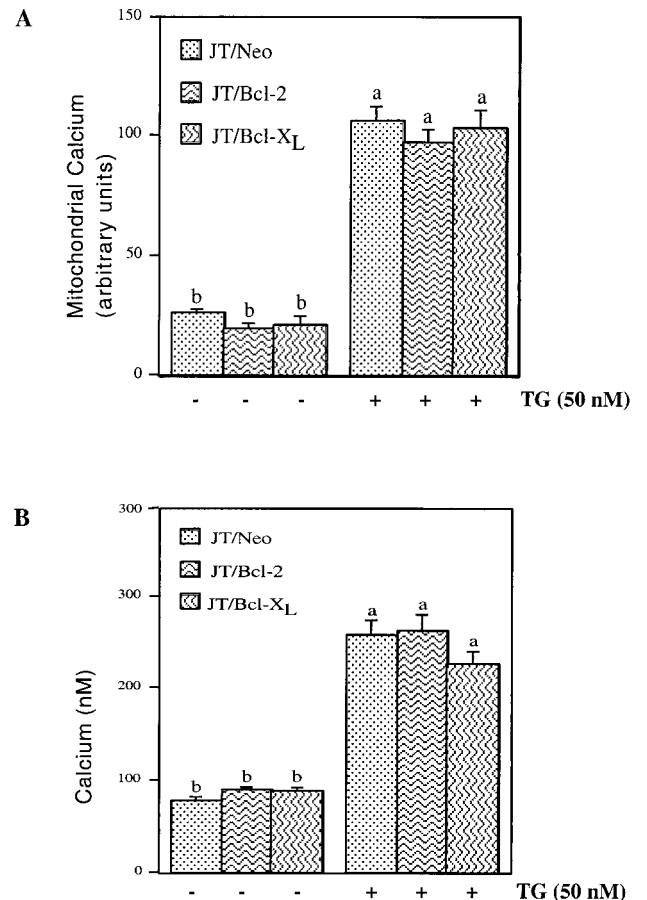 A
150
100
50
0
Mitochondrial Calcium
(arbitrary units)
JT/Neo
JT/Bcl-2
JT/Bcl-XL
b b b a a a
- - - + + + TG (50 nM)
B
300
300
200
100
0
Calcium (nM)
JT/Neo
JT/Bcl-2
JT/Bcl-XL
b b b a a a
- - - + + + TG (50 nM)